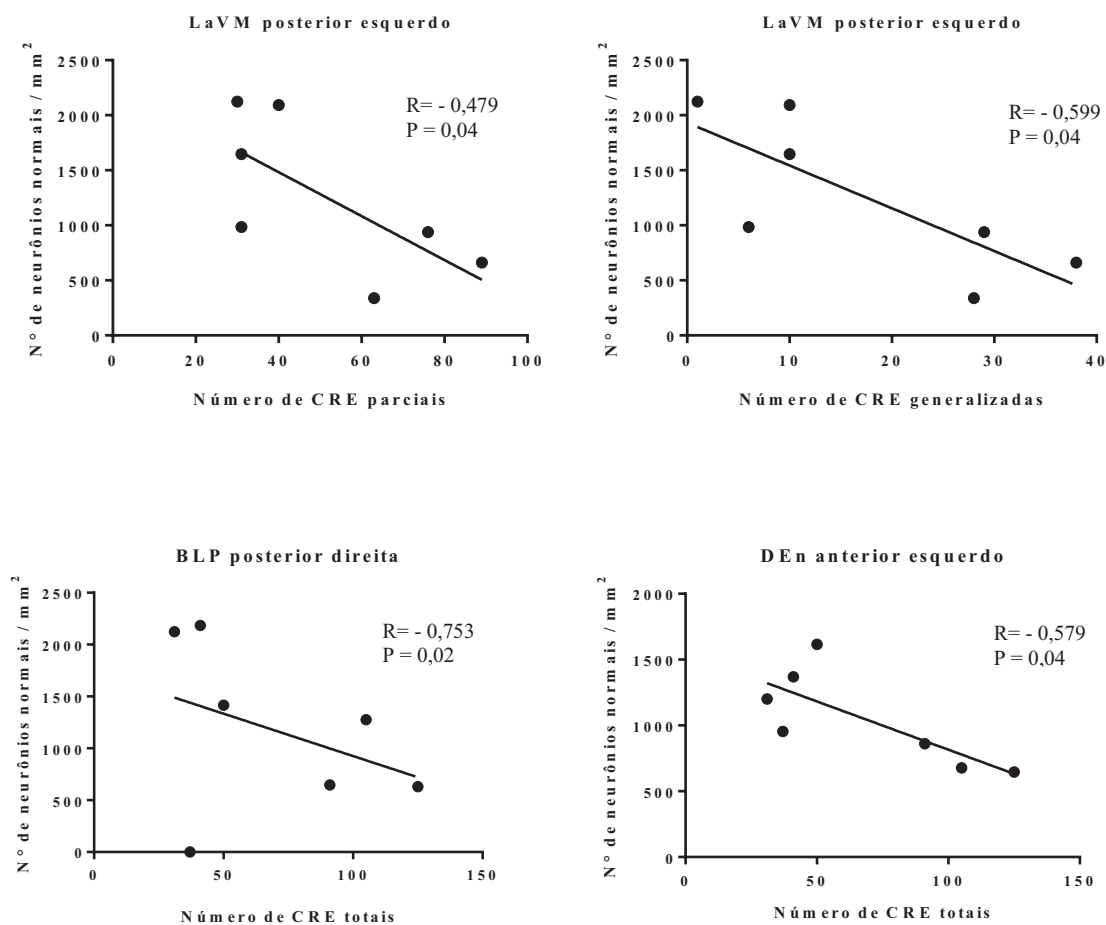 LaVM posterior esquerdo
N° de neurônios normais / mm²
2500
2000
1500
1000
500
0
R= - 0,479
P = 0,04
0 20 40 60 80 100
Número de CRE parciais
LaVM posterior esquerdo
N° de neurônios normais / mm²
2500
2000
1500
1000
500
0
R= - 0,599
P = 0,04
0 10 20 30 40
Número de CRE generalizadas
BLP posterior direita
N° de neurônios normais / mm²
2500
2000
1500
1000
500
0
R= - 0,753
P = 0,02
0 50 100 150
Número de CRE totais
DEn anterior esquerdo
N° de neurônios normais / mm²
2000
1500
1000
500
0
R= - 0,579
P = 0,04
0 50 100 150
Número de CRE totais